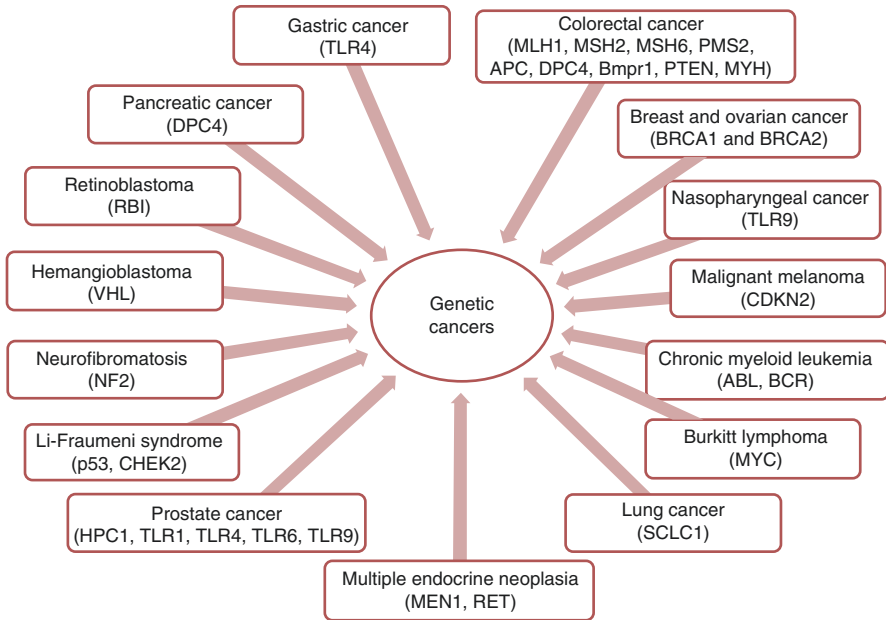 Gastric cancer
(TLR4)
Colorectal cancer
(MLH1, MSH2, MSH6, PMS2,
APC, DPC4, Bmpr1, PTEN, MYH)
Pancreatic cancer
(DPC4)
Breast and ovarian cancer
(BRCA1 and BRCA2)
Retinoblastoma
(RBI)
Nasopharyngeal cancer
(TLR9)
Hemangioblastoma
(VHL)
Malignant melanoma
(CDKN2)
Genetic
cancers
Neurofibromatosis
(NF2)
Chronic myeloid leukemia
(ABL, BCR)
Li-Fraumeni syndrome
(p53, CHEK2)
Burkitt lymphoma
(MYC)
Prostate cancer
(HPC1, TLR1, TLR4, TLR6, TLR9)
Lung cancer
(SCLC1)
Multiple endocrine neoplasia
(MEN1, RET)